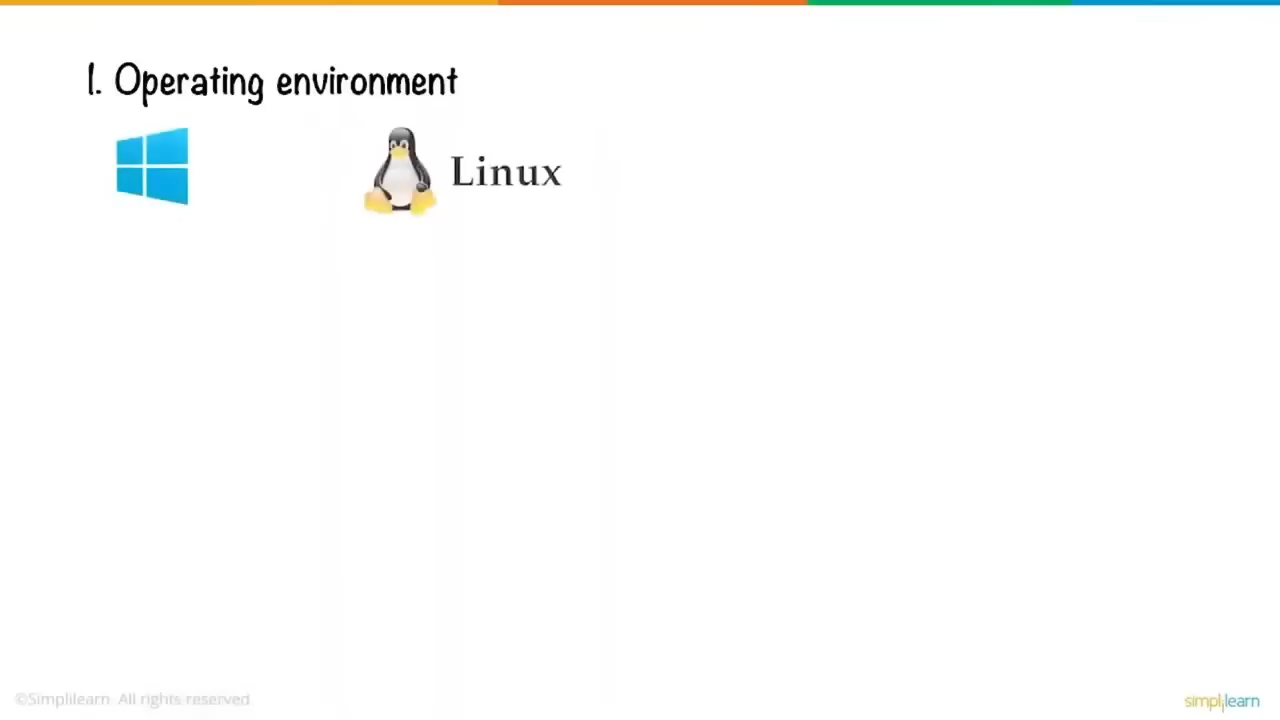 1. Operating environment
Linux
©Simplilearn. All rights reserved
simplilearn